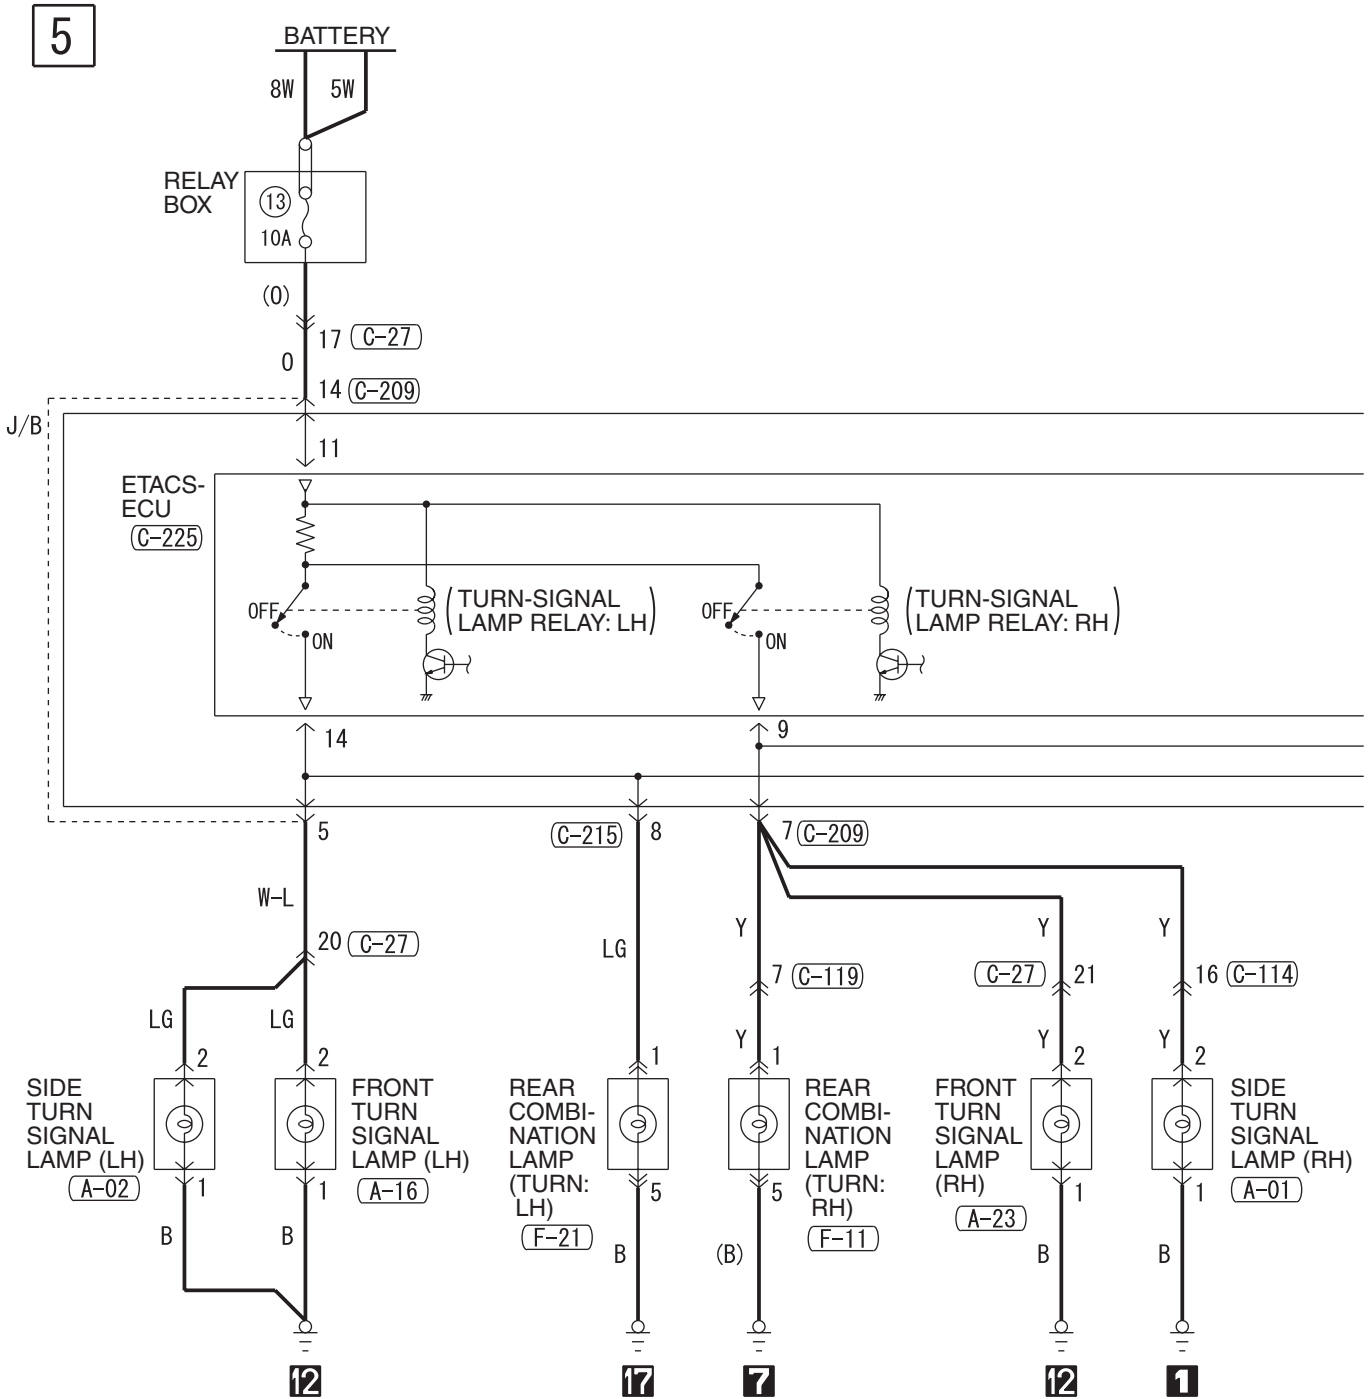 5
BATTERY
8W 5W
RELAY
BOX
13
10A
(O)
17 C-27
O
14 C-209
J/B
11
ETACS-
ECU
C-225
OFF
ON
(TURN-SIGNAL
LAMP RELAY: LH)
OFF
ON
(TURN-SIGNAL
LAMP RELAY: RH)
14
9
5
C-215 8
7 C-209
W-L
20 C-27
LG
Y
Y
Y
7 C-119
C-27 21
16 C-114
LG
LG
Y
Y
Y
2
2
1
1
2
2
SIDE
TURN
SIGNAL
LAMP (LH)
A-02
1
FRONT
TURN
SIGNAL
LAMP (LH)
A-16
1
REAR
COMBI-
NATION
LAMP
(TURN:
LH)
F-21
5
REAR
COMBI-
NATION
LAMP
(TURN:
RH)
F-11
5
FRONT
TURN
SIGNAL
LAMP
(RH)
A-23
1
SIDE
TURN
SIGNAL
LAMP (RH)
A-01
1
B
B
B
(B)
B
B
12
17
7
12
1